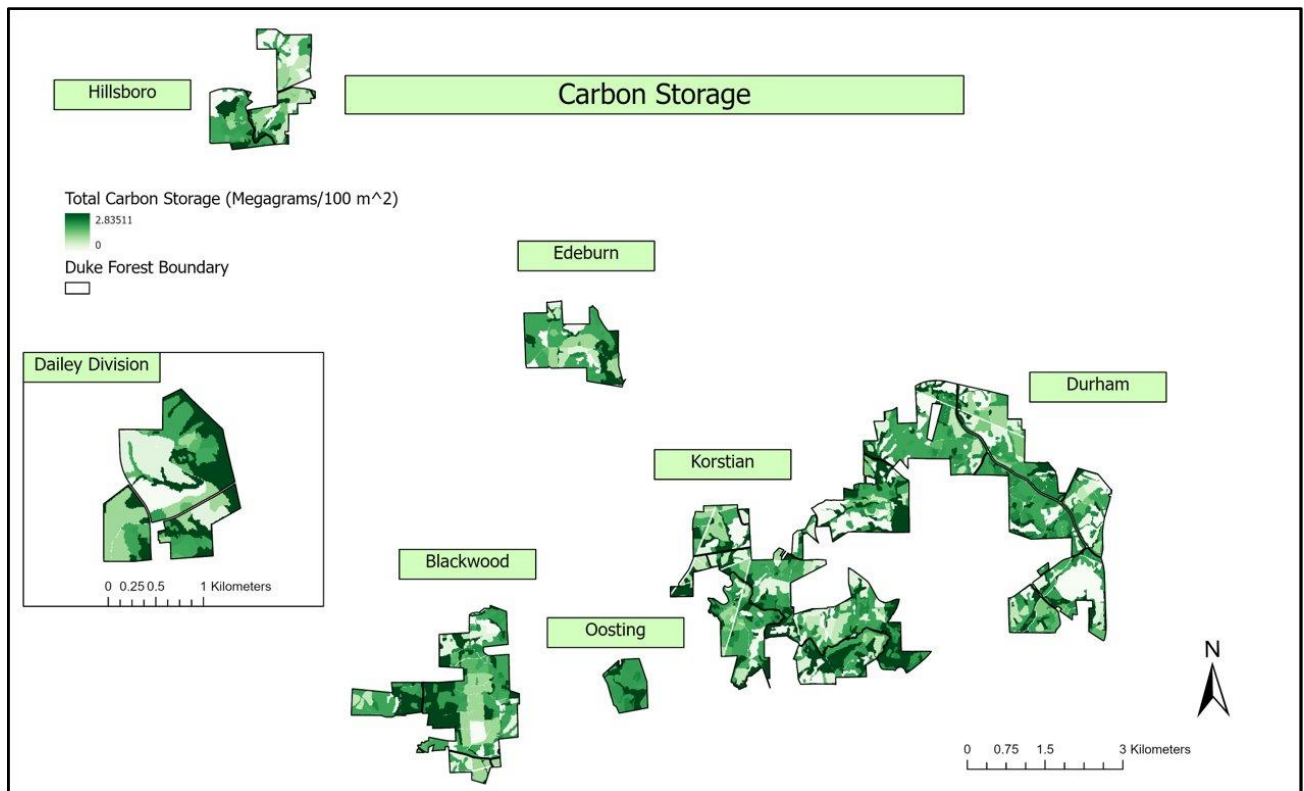 Hillsboro
Carbon Storage
Total Carbon Storage (Megagrams/100 m^2)
2.83511
0
Duke Forest Boundary
Edeburn
Dailey Division
Durham
Korstian
Blackwood
Oosting
0 0.25 0.5 1 Kilometers
N
0 0.75 1.5 3 Kilometers